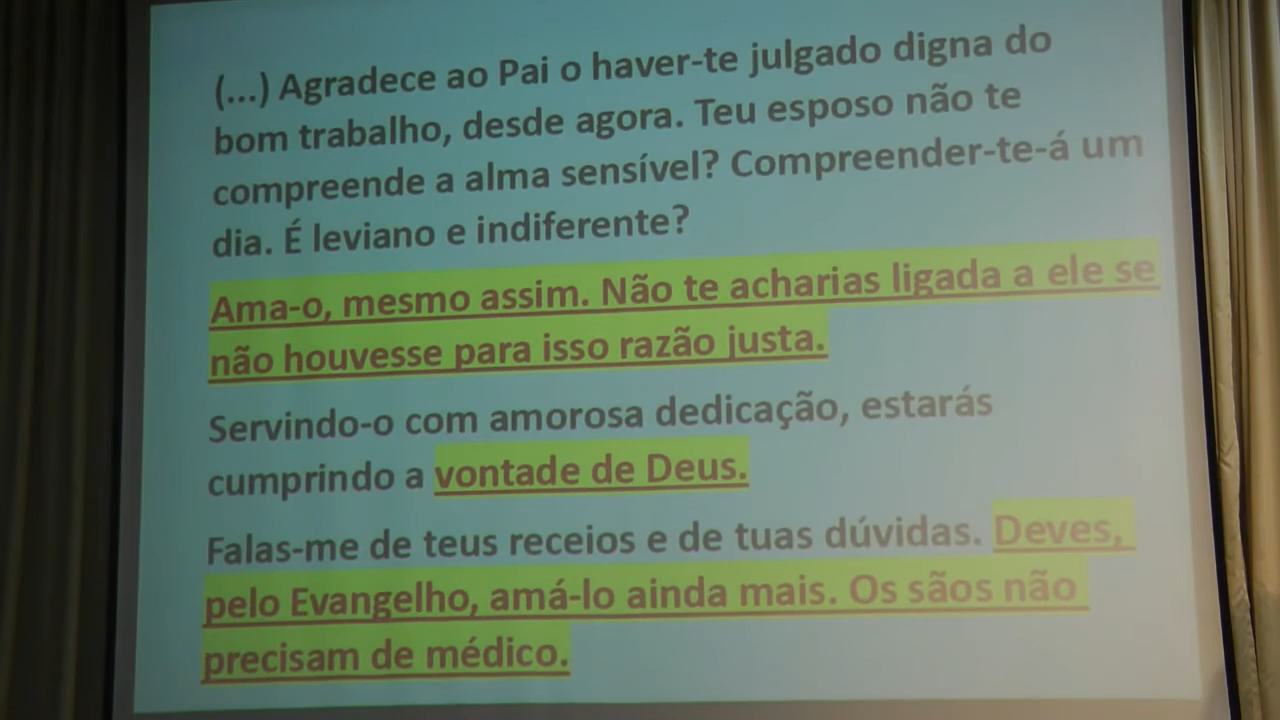 (...) Agradece ao Pai o haver-te julgado digna do
bom trabalho, desde agora. Teu esposo não te
compreende a alma sensível? Compreender-te-á um
dia. É leviano e indiferente?
Ama-o, mesmo assim. Não te acharias ligada a ele se
não houvesse para isso razão justa.
Servindo-o com amorosa dedicação, estarás
cumprindo a vontade de Deus.
Falas-me de teus receios e de tuas dúvidas. Deves,
pelo Evangelho, amá-lo ainda mais. Os sãos não
precisam de médico.